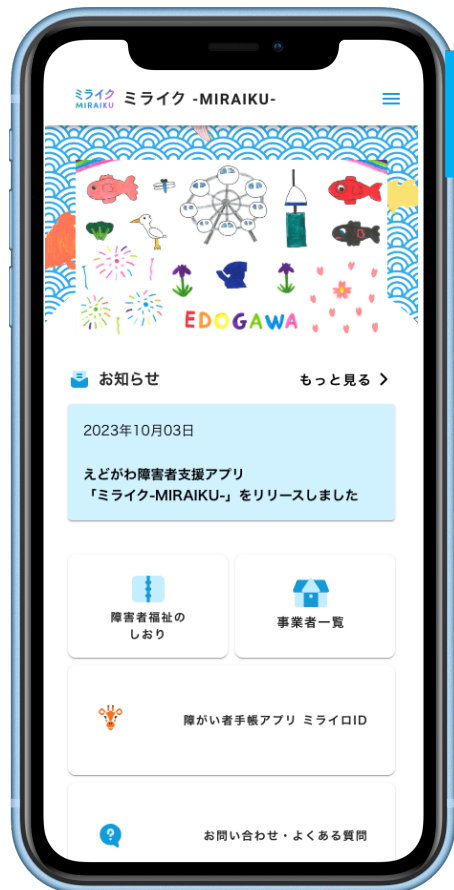 ミライク
MIRAIKU
ミライク -MIRAIKU-
EDOGAWA
お知らせ
もっと見る
2023年10月03日
えどがわ障害者支援アプリ
「ミライク-MIRAIKU-」をリリースしました
障害者福祉の
しおり
事業者一覧
障がい者手帳アプリ ミライロID
お問い合わせ・よくある質問